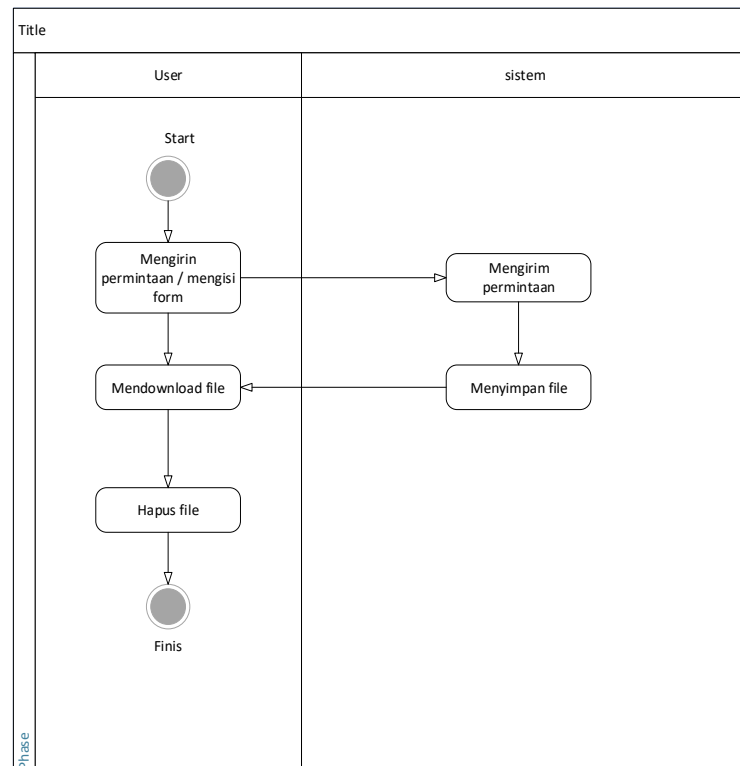 Title
User
sistem
Start
Mengirin
permintaan / mengisi
form
Mengirim
permintaan
Mendownload file
Menyimpan file
Hapus file
Finis
Phase